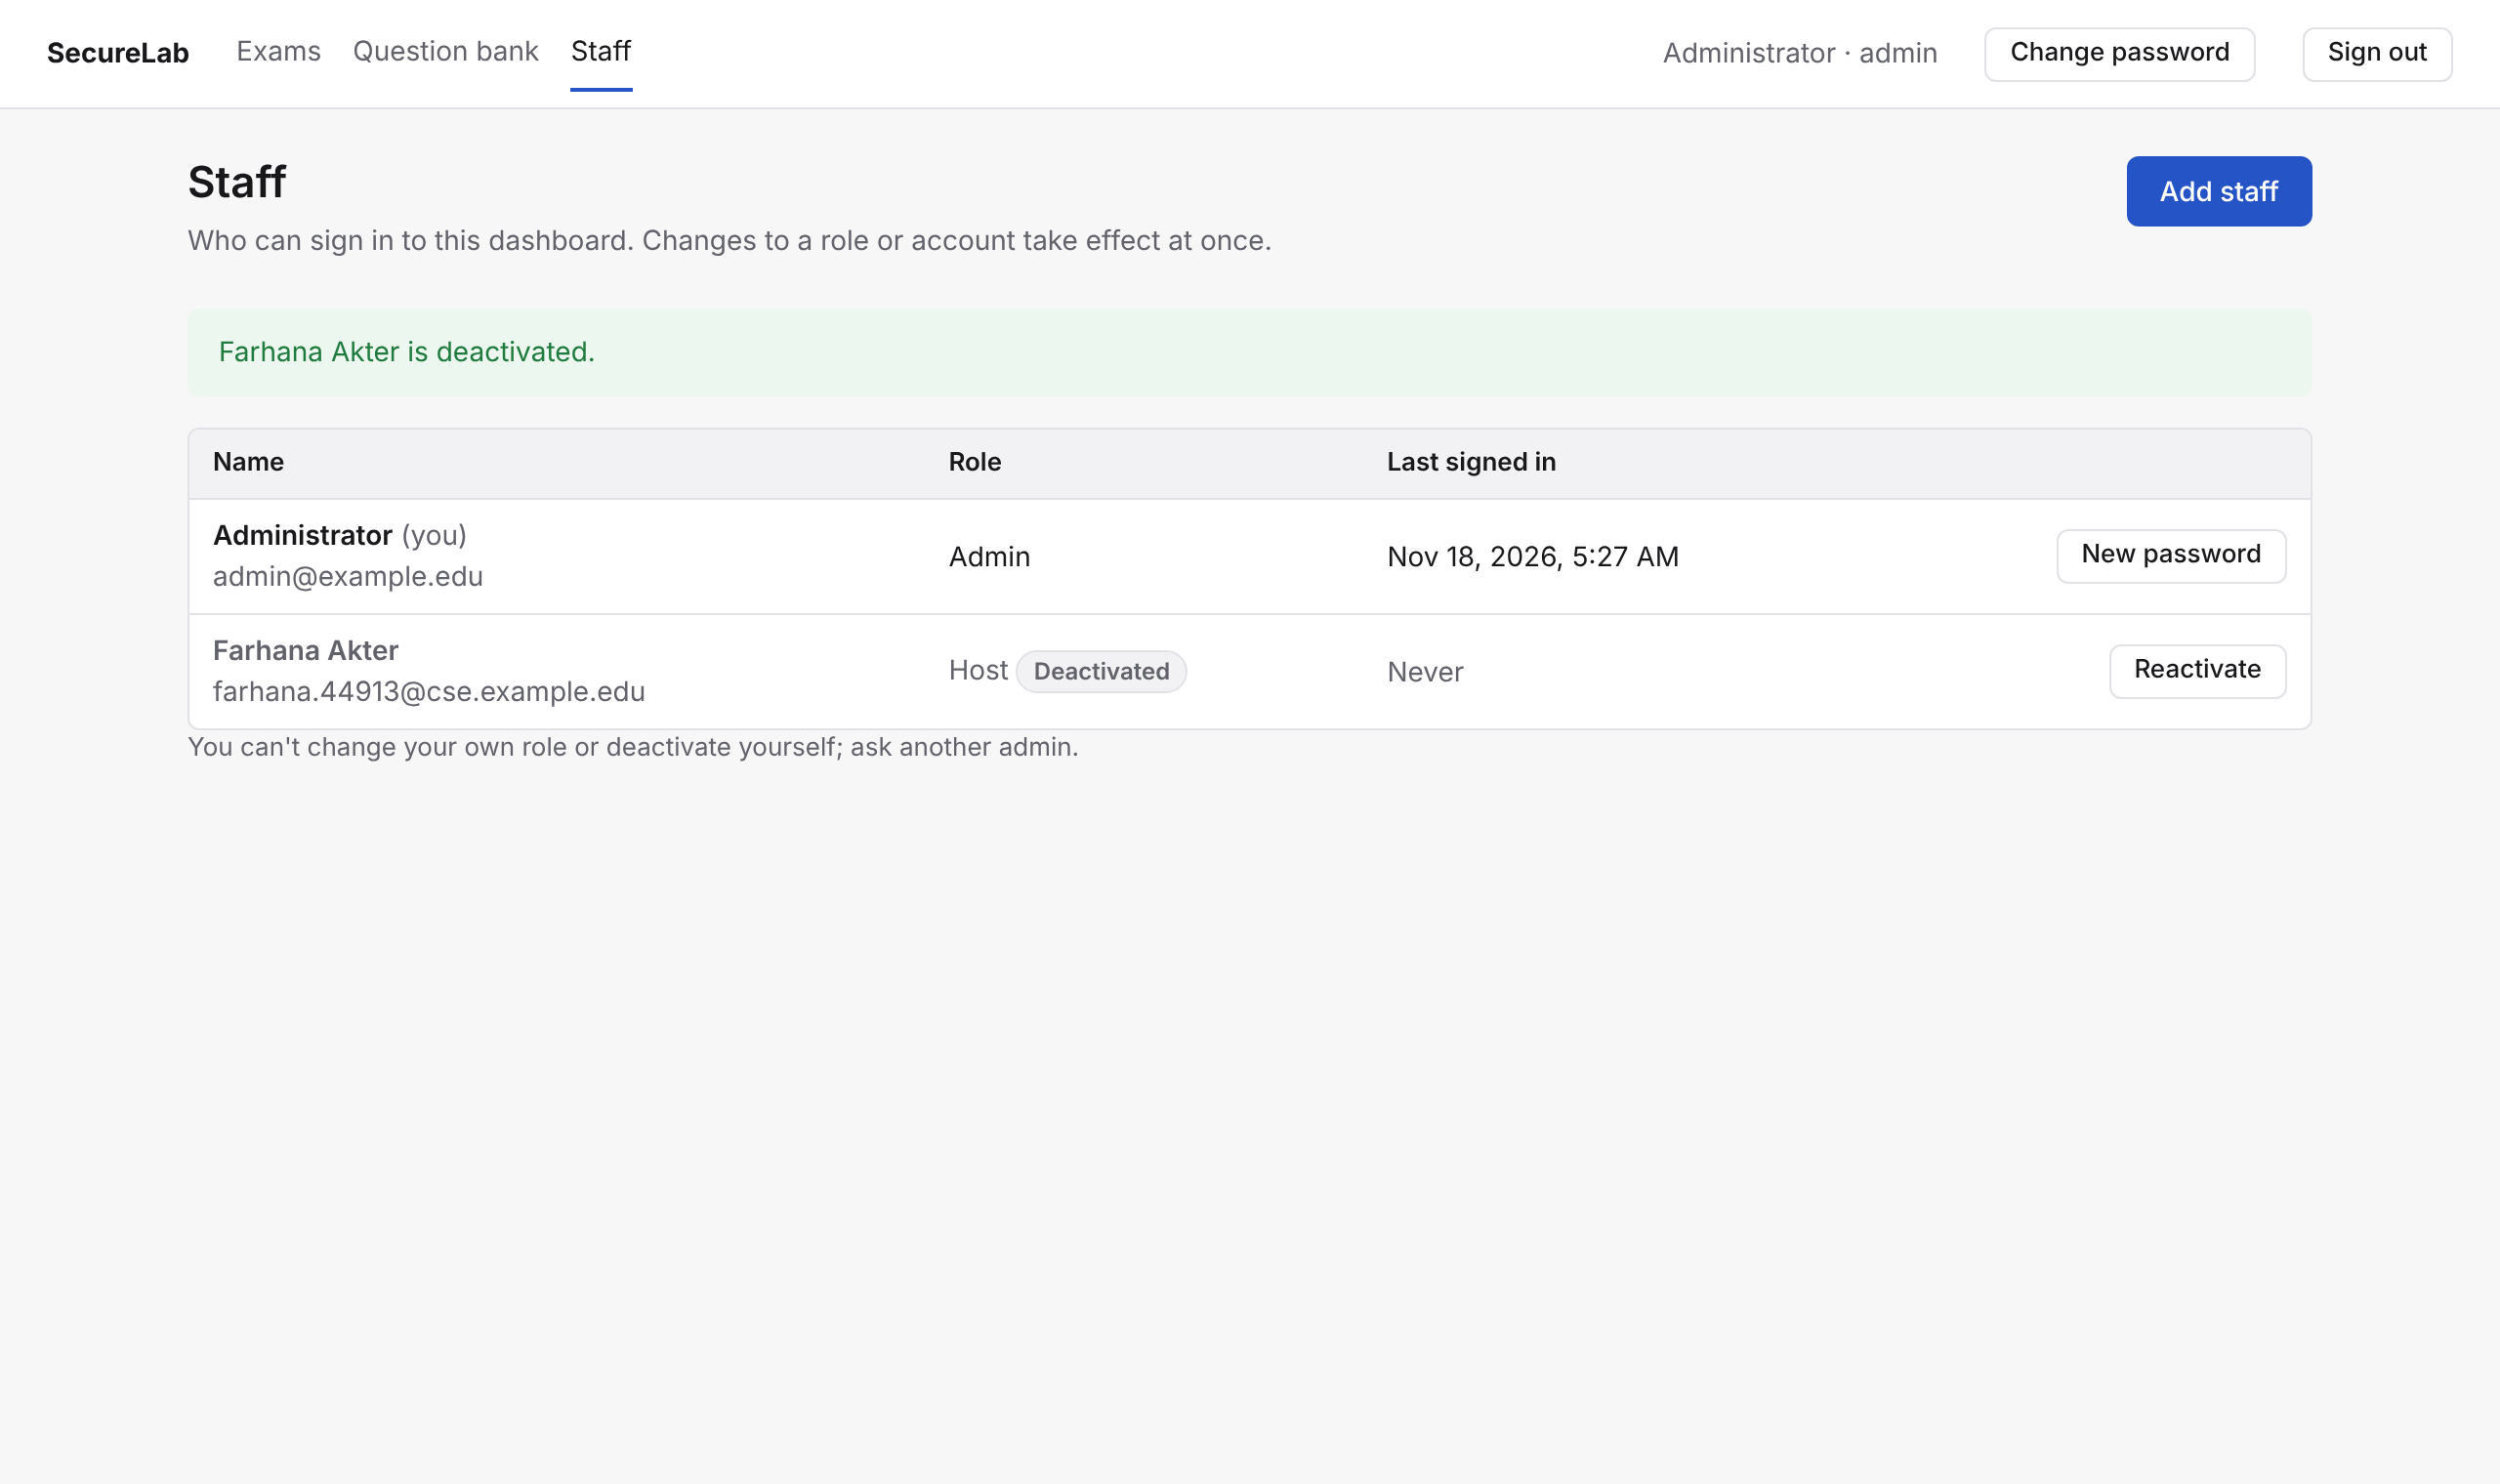 SecureLab Exams Question bank Staff Administrator · admin Change password Sign out
Staff
Add staff
Who can sign in to this dashboard. Changes to a role or account take effect at once.
Farhana Akter is deactivated.
Name Role Last signed in
Administrator (you)
admin@example.edu
Admin
Nov 18, 2026, 5:27 AM
New password
Farhana Akter
farhana.44913@cse.example.edu
Host Deactivated
Never
Reactivate
You can't change your own role or deactivate yourself; ask another admin.